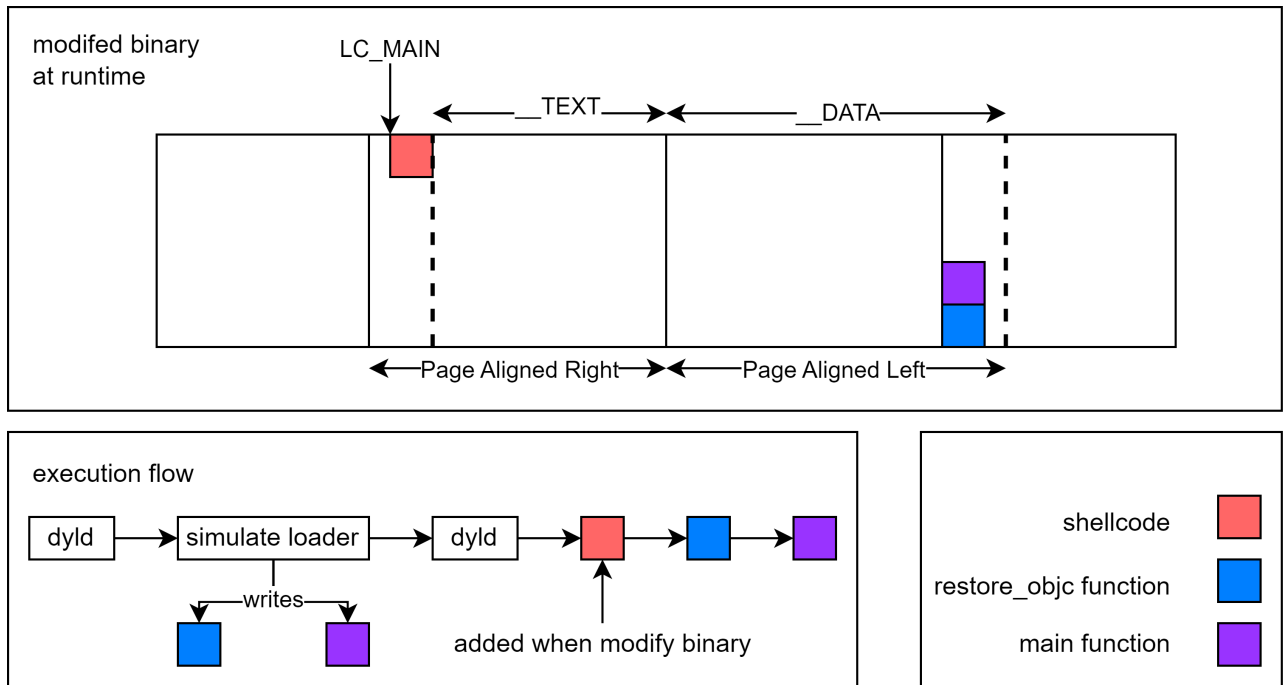 modifed binary
at runtime
LC_MAIN
__TEXT
__DATA
Page Aligned Right
Page Aligned Left
execution flow
dyld
simulate loader
dyld
writes
added when modify binary
shellcode
restore_objc function
main function